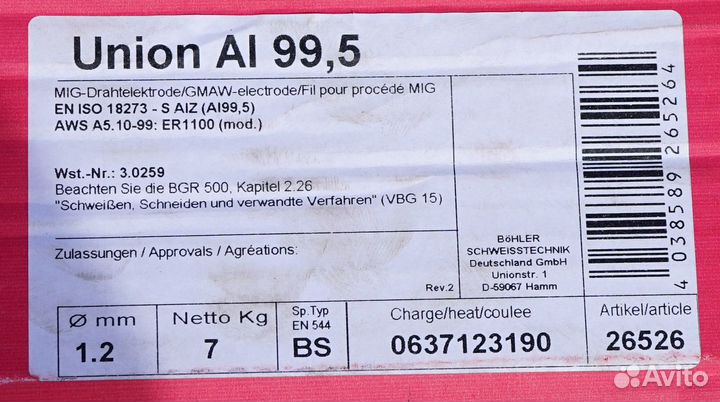 Union Al 99,5
MIG-Drahtelektrode/GMAW-electrode/Fil pour procédé MIG
EN ISO 18273 - S AlZ (Al99,5)
AWS A5.10-99: ER1100 (mod.)
Wst.-Nr.: 3.0259
Beachten Sie die BGR 500, Kapitel 2.26
"Schweißen, Schneiden und verwandte Verfahren" (VBG 15)
Zulassungen / Approvals / Agréations:
Rev.2
BöHLER
SCHWEISSTECHNIK
Deutschland GmbH
Unionstr. 1
D-59067 Hamm
4 038589 265264
Ø mm
1.2
Netto Kg
7
Sp.Typ
EN 544
BS
Charge/heat/coulee
0637123190
Artikel/article
26526
Avito